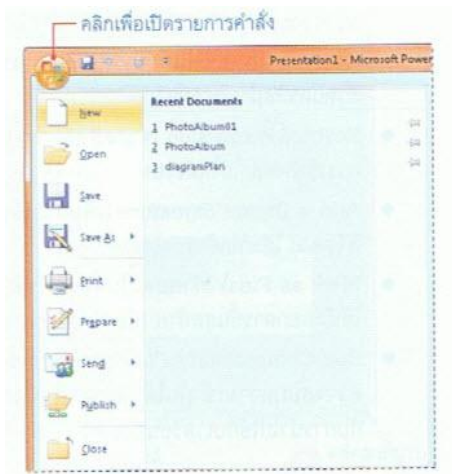 คลิกเพื่อเปิดรายการคำสั่ง
Presentation1 - Microsoft Power
New
Recent Documents
1 PhotoAlbum01
2 PhotoAlbum
3 diagramPlan
Open
Save
Save As
Print
Prepare
Send
Publish
Close